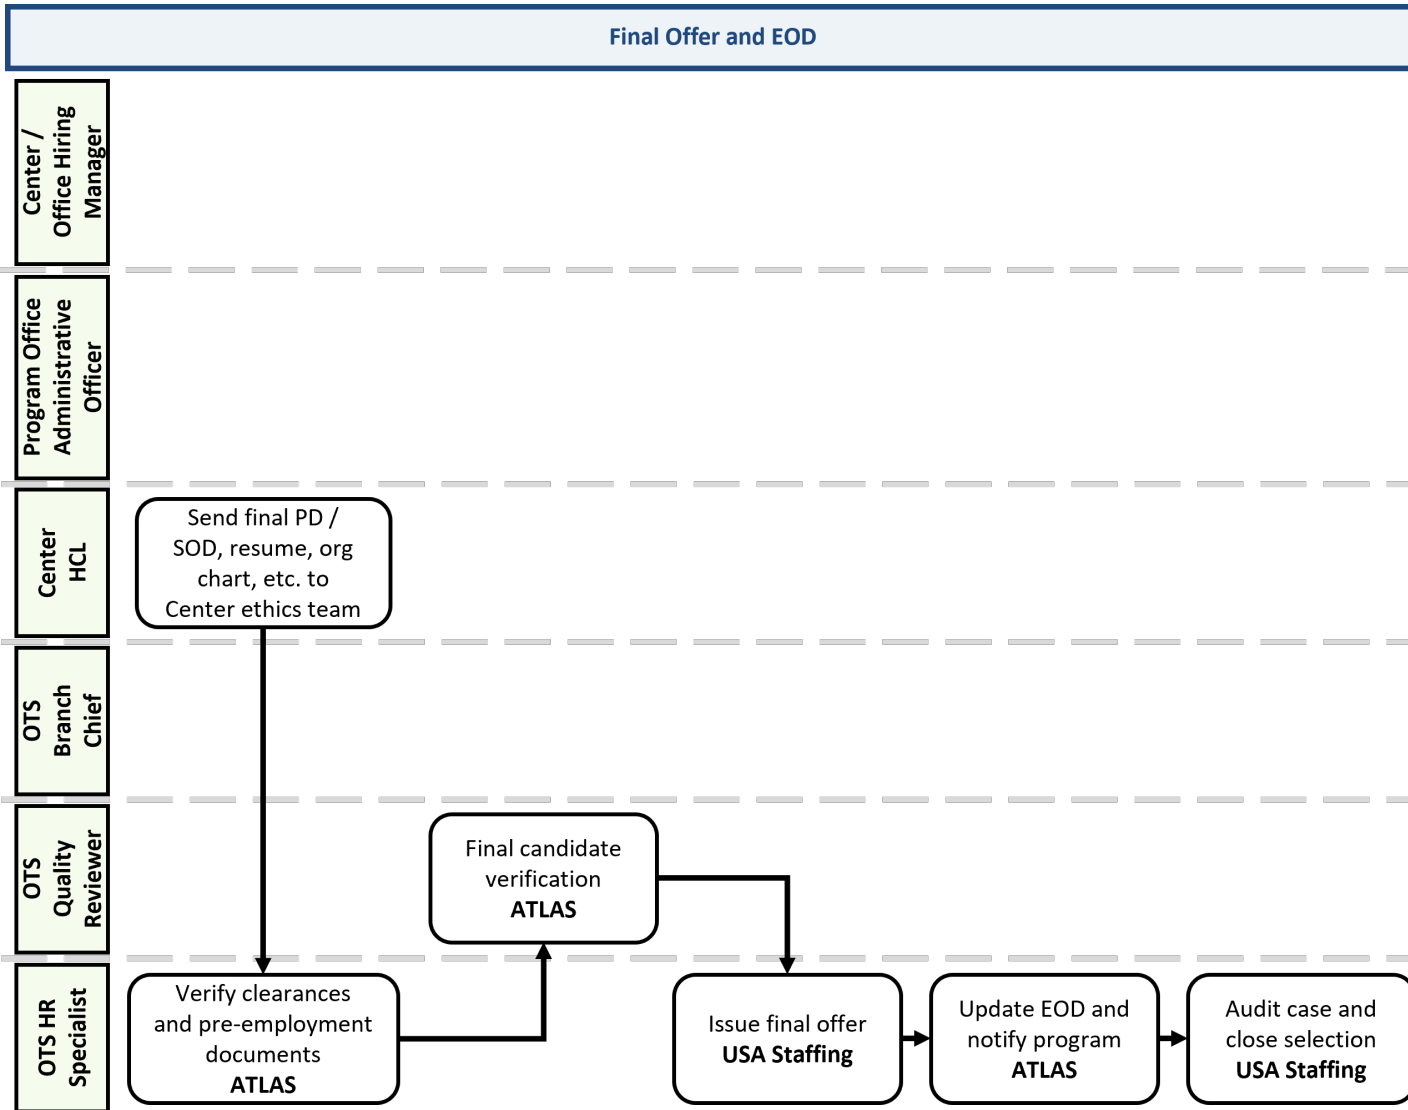 Final Offer and EOD
Center /
Office Hiring
Manager
Program Office
Administrative
Officer
Center
HCL
Send final PD /
SOD, resume, org
chart, etc. to
Center ethics team
OTS
Branch
Chief
OTS
Quality
Reviewer
Final candidate
verification
ATLAS
OTS HR
Specialist
Verify clearances
and pre-employment
documents
ATLAS
Issue final offer
USA Staffing
Update EOD and
notify program
ATLAS
Audit case and
close selection
USA Staffing